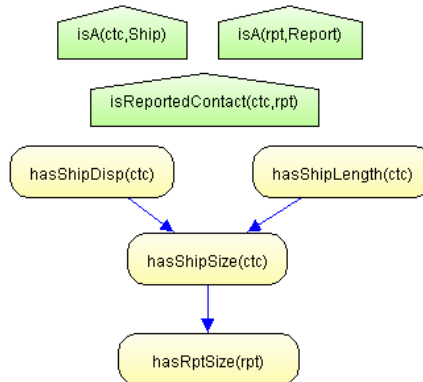 isA(ctc,Ship)
isA(rpt,Report)
isReportedContact(ctc,rpt)
hasShipDisp(ctc)
hasShipLength(ctc)
hasShipSize(ctc)
hasRptSize(rpt)